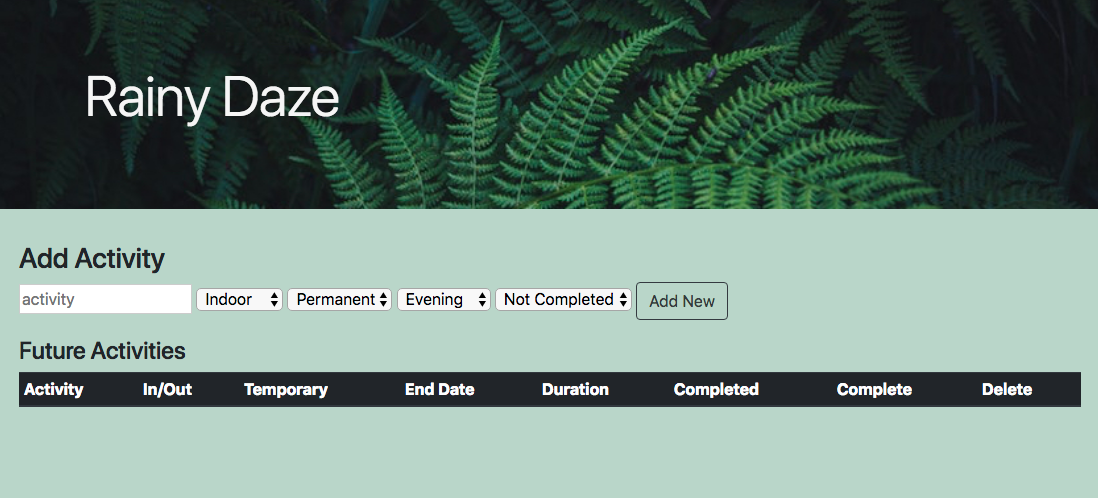 Rainy Daze
Add Activity
activity Indoor Permanent Evening Not Completed Add New
Future Activities
Activity In/Out Temporary End Date Duration Completed Complete Delete